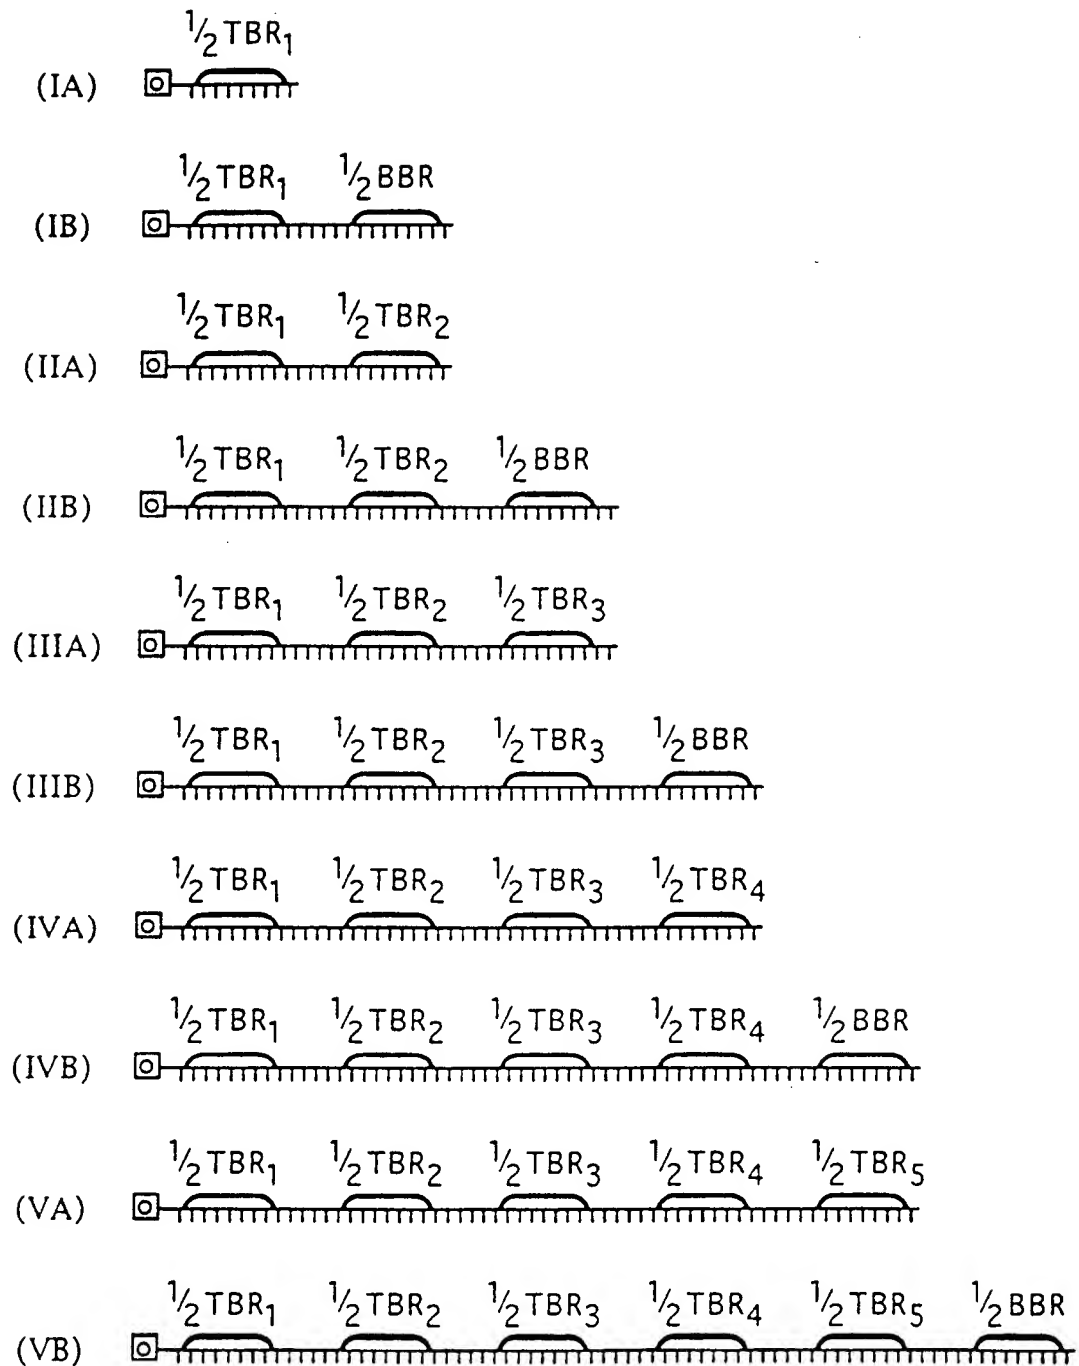 ½TBR₁
(IA)
½TBR₁ ½BBR
(IB)
½TBR₁ ½TBR₂
(IIA)
½TBR₁ ½TBR₂ ½BBR
(IIB)
½TBR₁ ½TBR₂ ½TBR₃
(IIIA)
½TBR₁ ½TBR₂ ½TBR₃ ½BBR
(IIIB)
½TBR₁ ½TBR₂ ½TBR₃ ½TBR₄
(IVA)
½TBR₁ ½TBR₂ ½TBR₃ ½TBR₄ ½BBR
(IVB)
½TBR₁ ½TBR₂ ½TBR₃ ½TBR₄ ½TBR₅
(VA)
½TBR₁ ½TBR₂ ½TBR₃ ½TBR₄ ½TBR₅ ½BBR
(VB)